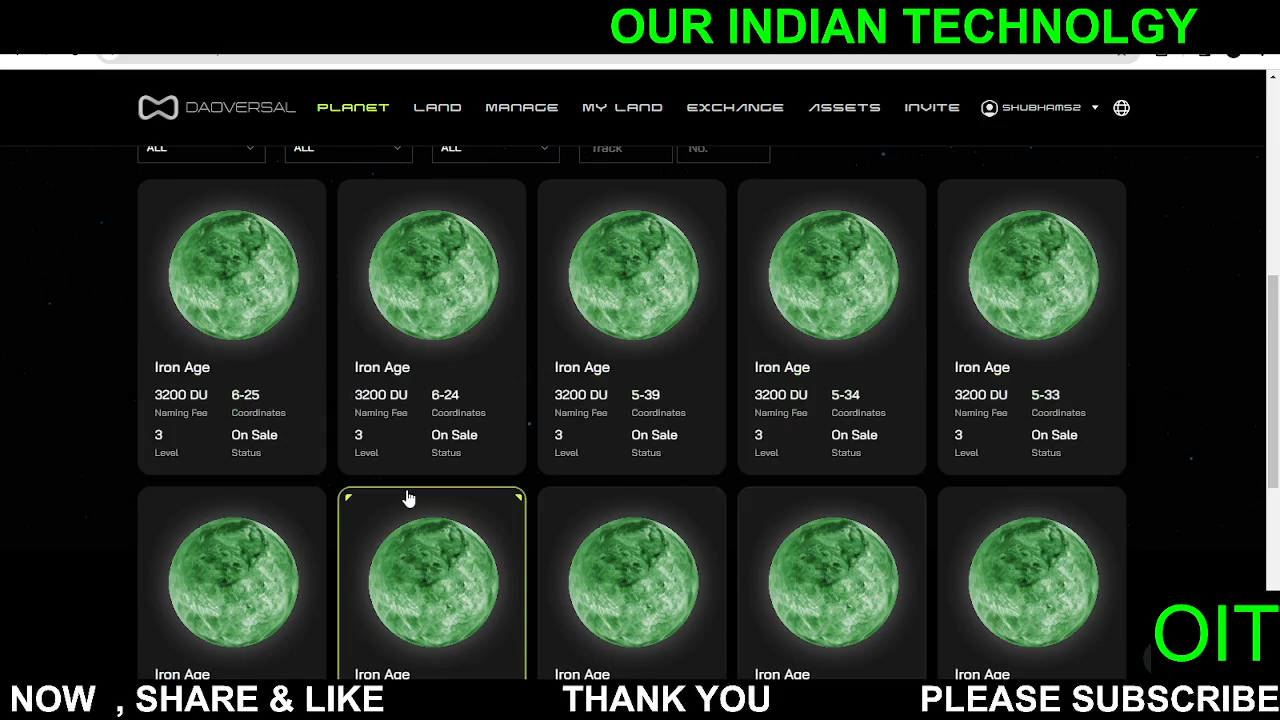 OUR INDIAN TECHNOLGY
DAOVERSAL PLANET LAND MANAGE MY LAND EXCHANGE ASSETS INVITE SHUBHAMS2
ALL ALL ALL Track No.
Iron Age Iron Age Iron Age Iron Age Iron Age
3200 DU 6-25 3200 DU 6-24 3200 DU 5-39 3200 DU 5-34 3200 DU 5-33
Naming Fee Coordinates Naming Fee Coordinates Naming Fee Coordinates Naming Fee Coordinates Naming Fee Coordinates
3 On Sale 3 On Sale 3 On Sale 3 On Sale 3 On Sale
Level Status Level Status Level Status Level Status Level Status
Iron Age Iron Age Iron Age Iron Age Iron Age
OIT
NOW , SHARE & LIKE THANK YOU PLEASE SUBSCRIBE